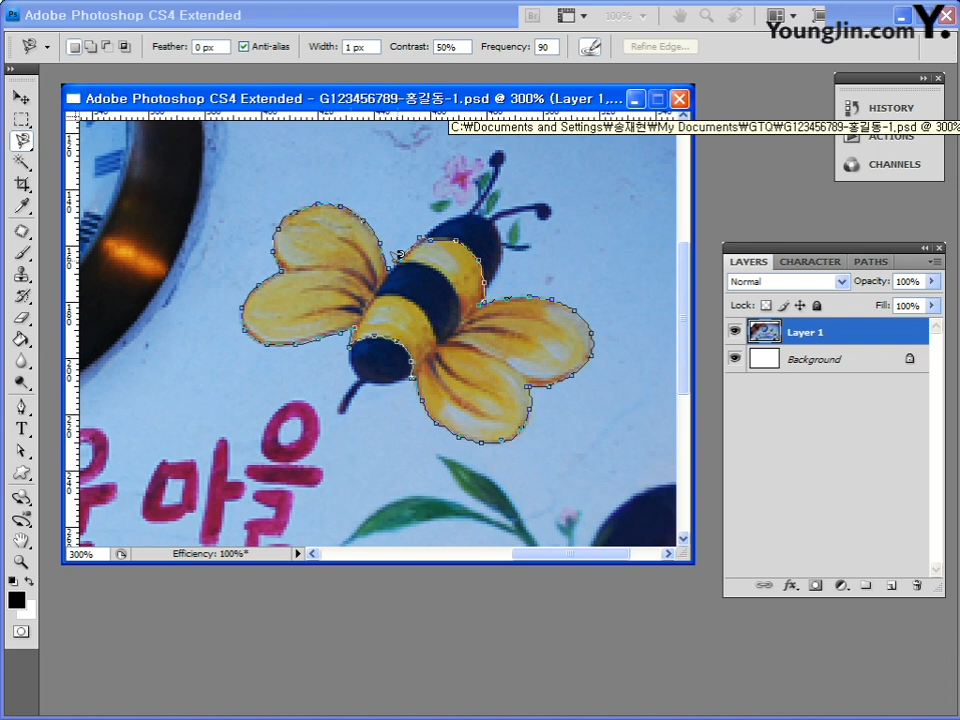 Adobe Photoshop CS4 Extended
Br
100%
YoungJin.com Y.
Feather: 0 px
Anti-alias
Width: 1 px
Contrast: 50%
Frequency: 90
Refine Edge...
Adobe Photoshop CS4 Extended - G123456789-홍길동-1.psd @ 300% (Layer 1,...
C:₩Documents and Settings₩송재현₩My Documents₩GTQ₩G123456789-홍길동-1.psd @ 300%
HISTORY
ACTIONS
CHANNELS
마을
LAYERS
CHARACTER
PATHS
Normal
Opacity: 100%
Lock:
Fill: 100%
Layer 1
Background
300%
Efficiency: 100%*